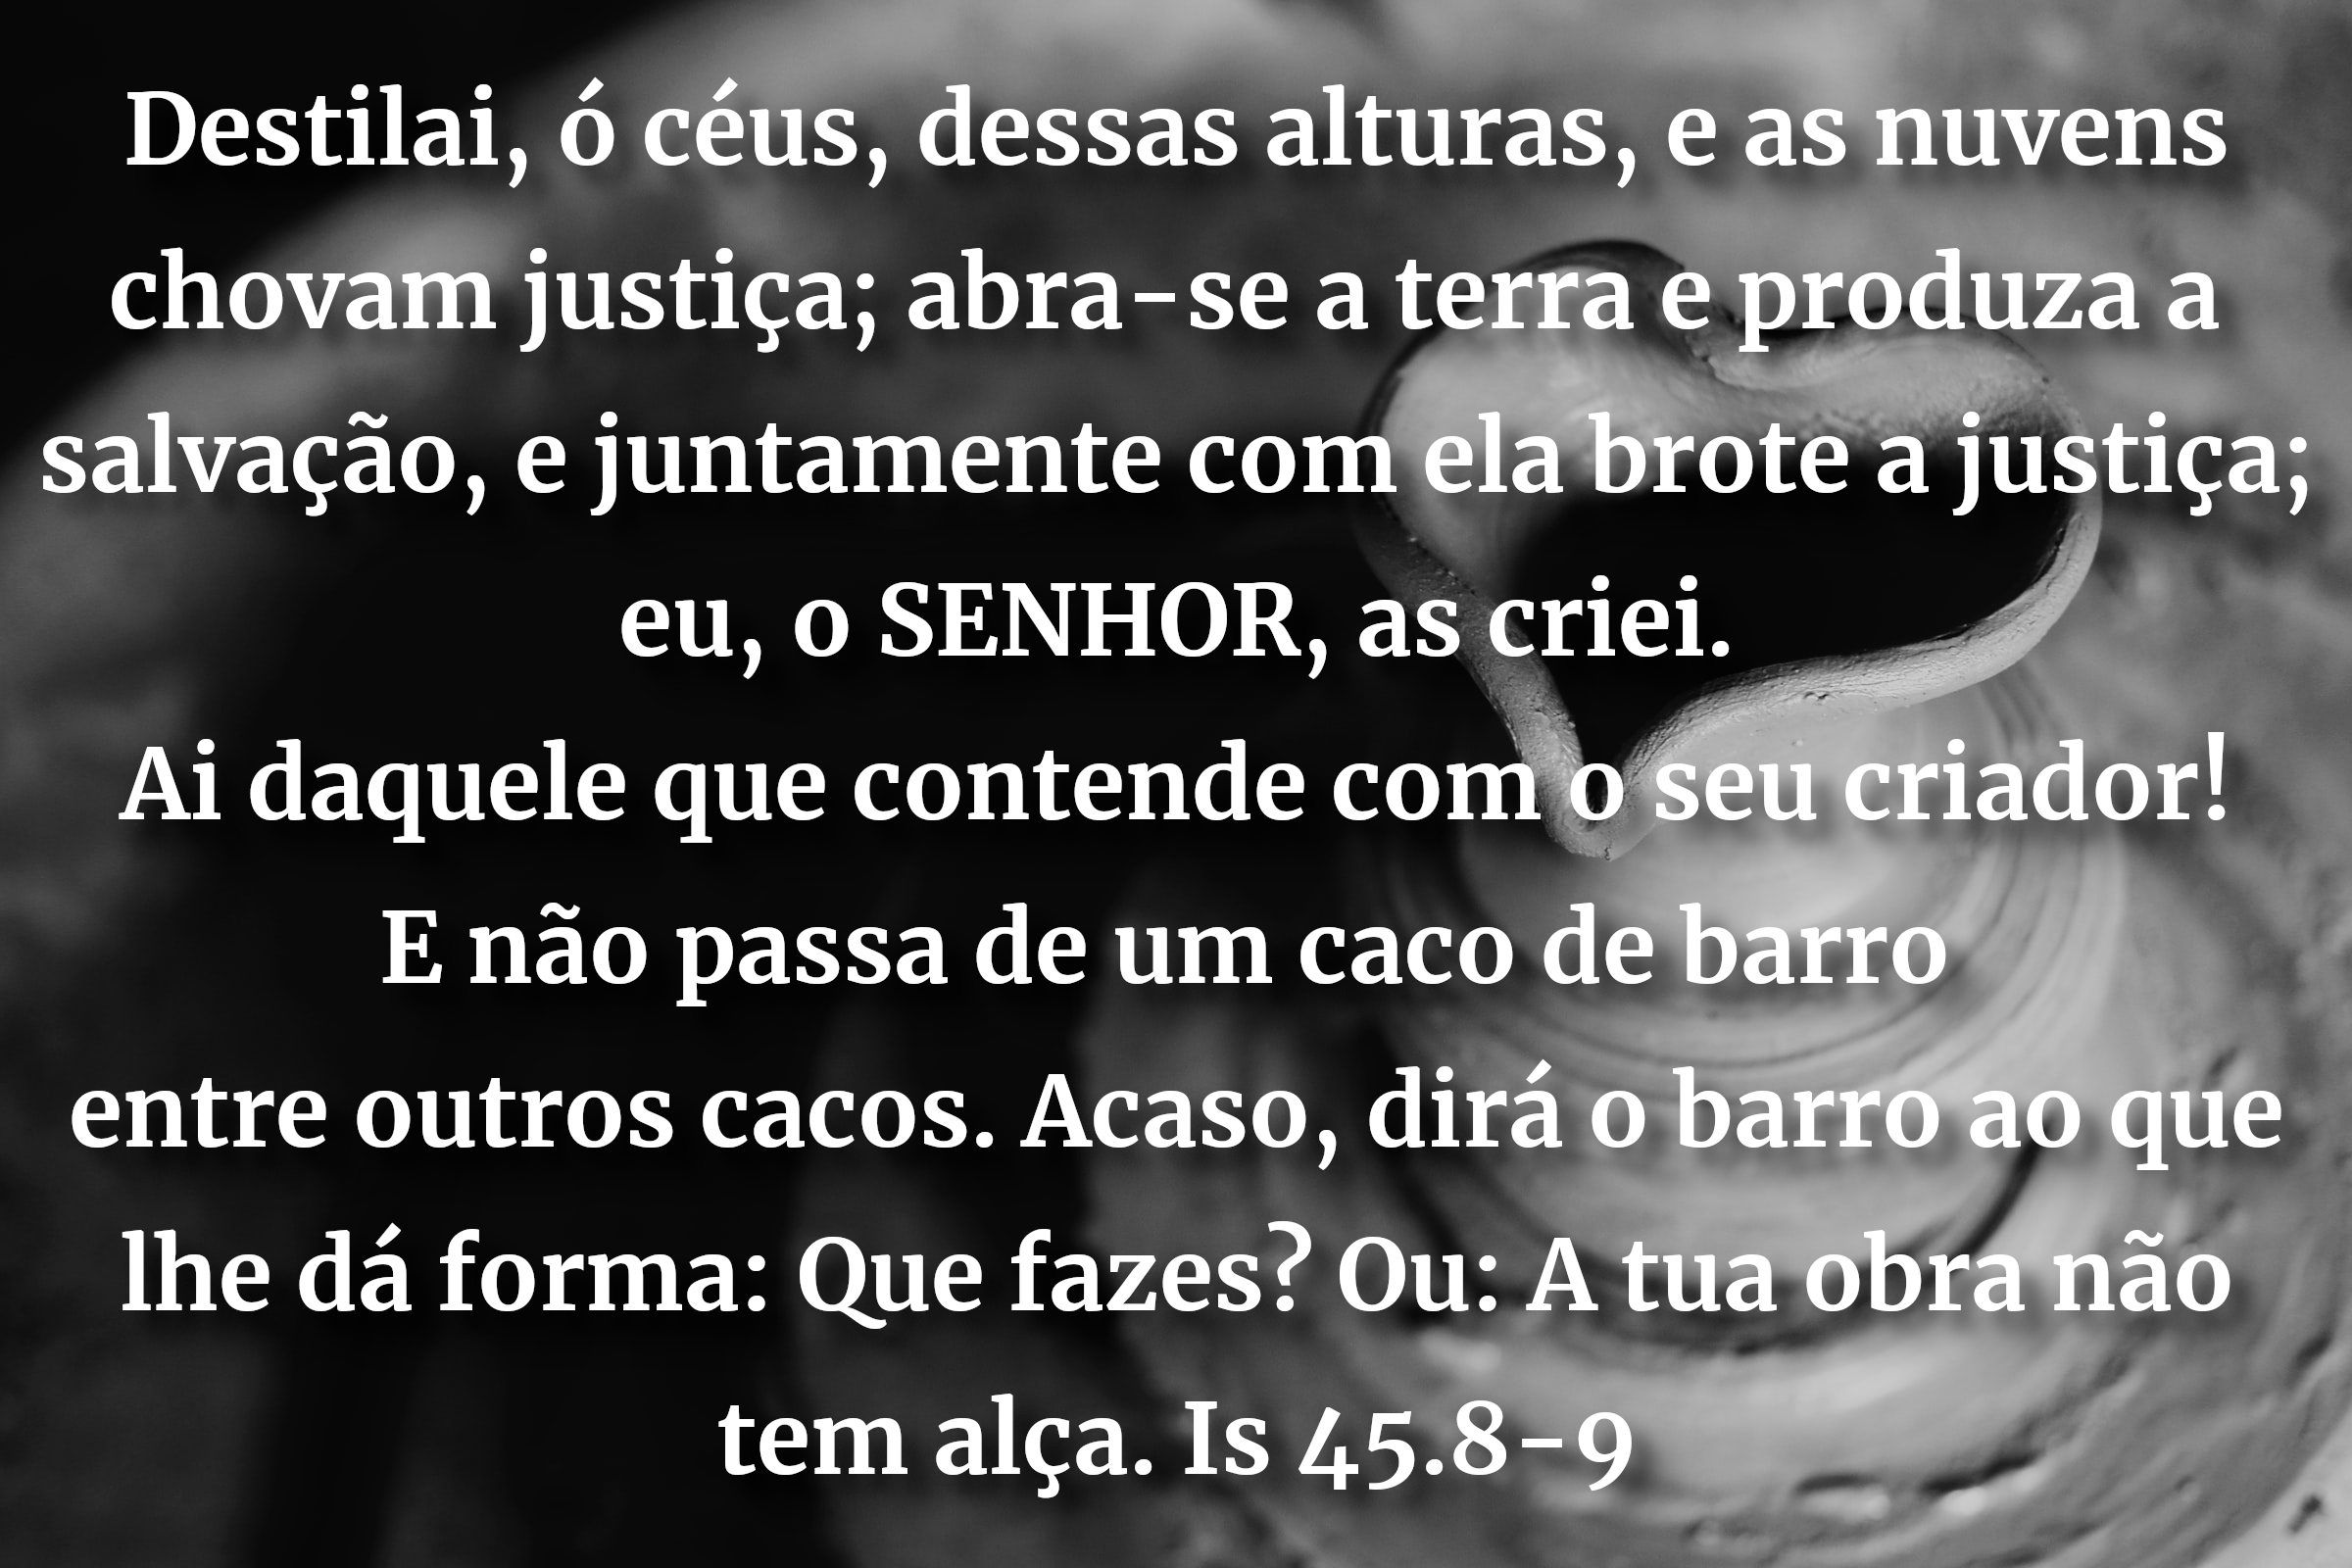 Destilai, ó céus, dessas alturas, e as nuvens
chovam justiça; abra-se a terra e produza a
salvação, e juntamente com ela brote a justiça;
eu, o SENHOR, as criei.
Ai daquele que contende com o seu criador!
E não passa de um caco de barro
entre outros cacos. Acaso, dirá o barro ao que
lhe dá forma: Que fazes? Ou: A tua obra não
tem alça. Is 45.8-9